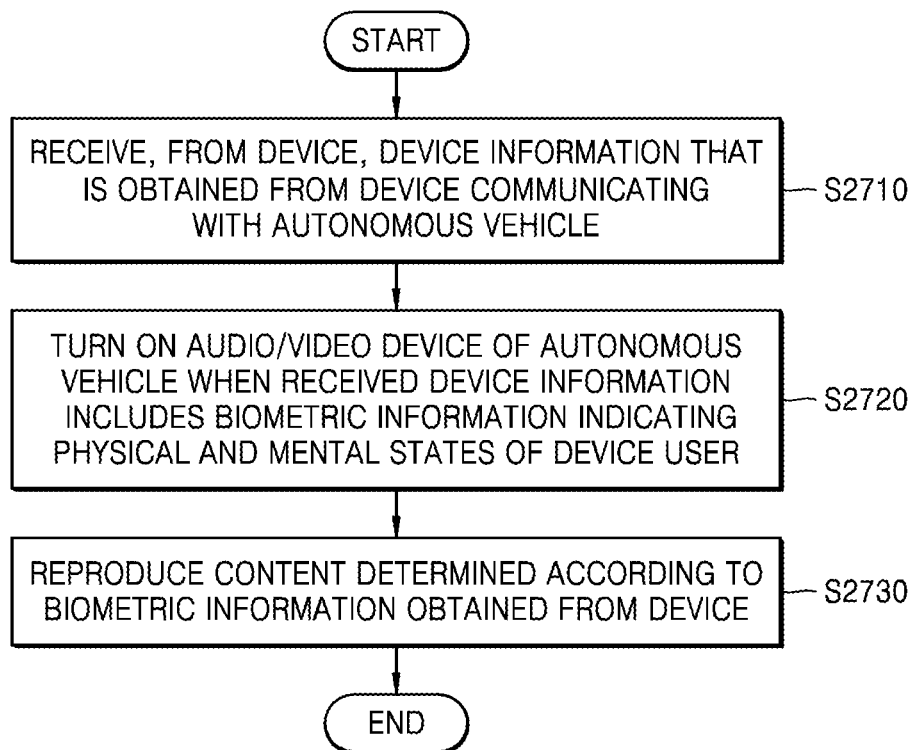 START
RECEIVE, FROM DEVICE, DEVICE INFORMATION THAT
IS OBTAINED FROM DEVICE COMMUNICATING
WITH AUTONOMOUS VEHICLE
S2710
TURN ON AUDIO/VIDEO DEVICE OF AUTONOMOUS
VEHICLE WHEN RECEIVED DEVICE INFORMATION
INCLUDES BIOMETRIC INFORMATION INDICATING
PHYSICAL AND MENTAL STATES OF DEVICE USER
S2720
REPRODUCE CONTENT DETERMINED ACCORDING TO
BIOMETRIC INFORMATION OBTAINED FROM DEVICE
S2730
END